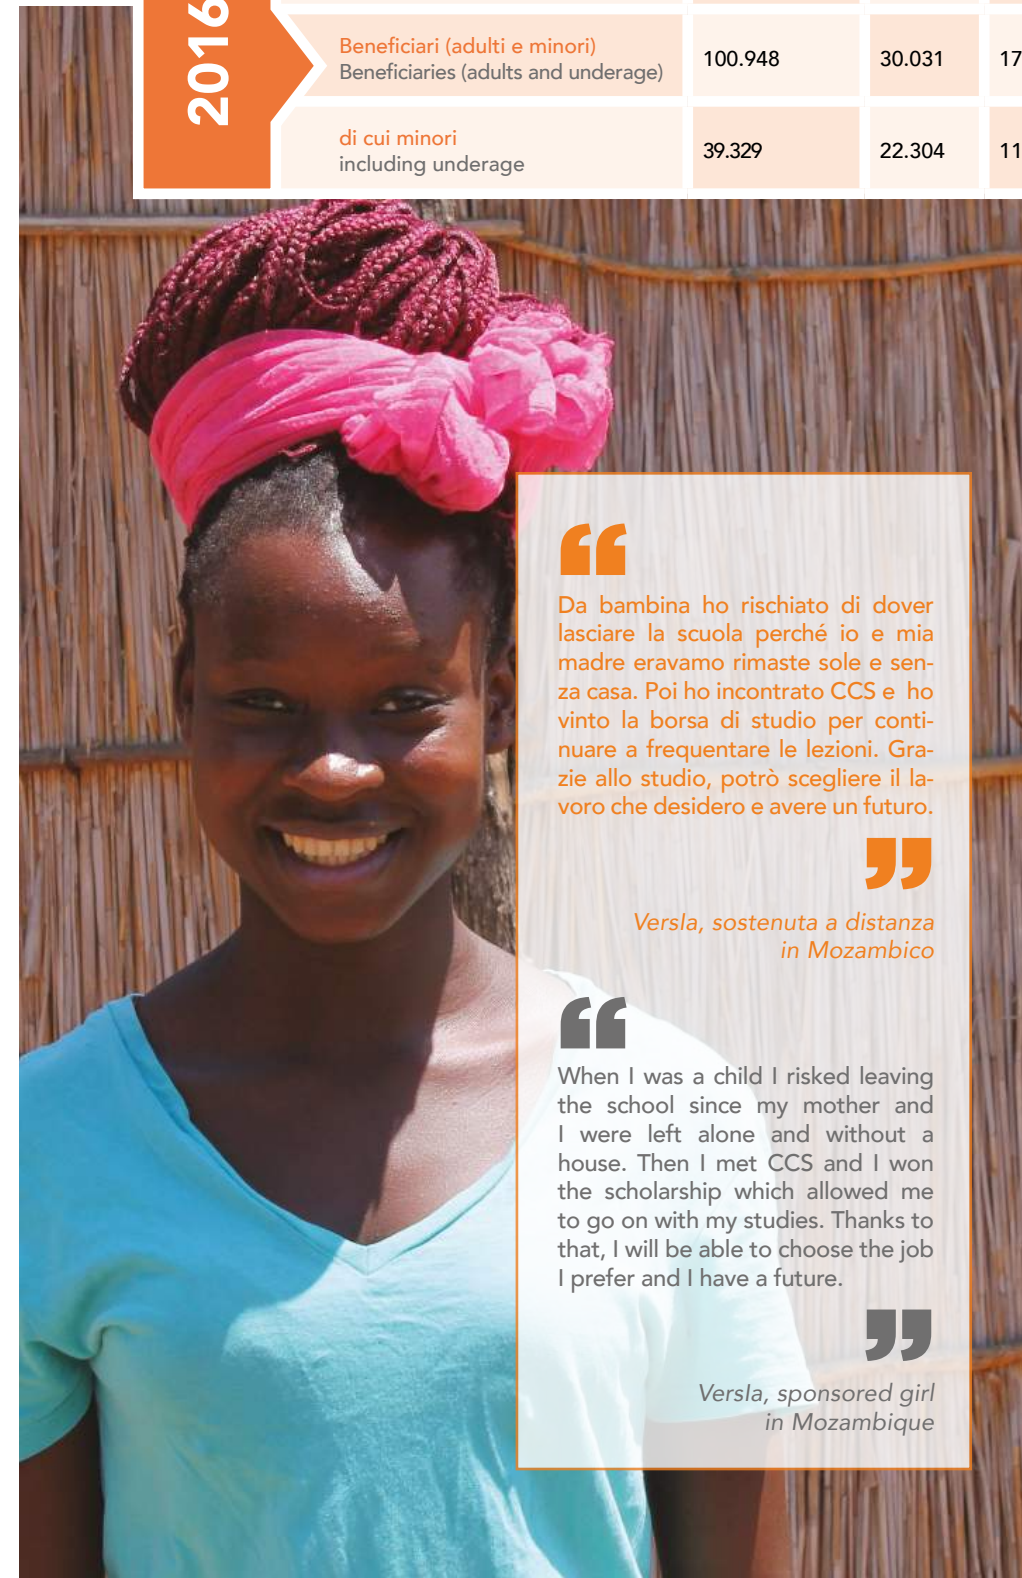 2016
Beneficiari (adulti e minori)
Beneficiaries (adults and underage)
100.948
30.031
17
di cui minori
including underage
39.329
22.304
11
“
Da bambina ho rischiato di dover
lasciare la scuola perché io e mia
madre eravamo rimaste sole e sen-
za casa. Poi ho incontrato CCS e ho
vinto la borsa di studio per conti-
nuare a frequentare le lezioni. Gra-
zie allo studio, potrò scegliere il la-
voro che desidero e avere un futuro.
”
Versla, sostenuta a distanza
in Mozambico
“
When I was a child I risked leaving
the school since my mother and
I were left alone and without a
house. Then I met CCS and I won
the scholarship which allowed me
to go on with my studies. Thanks to
that, I will be able to choose the job
I prefer and I have a future.
”
Versla, sponsored girl
in Mozambique